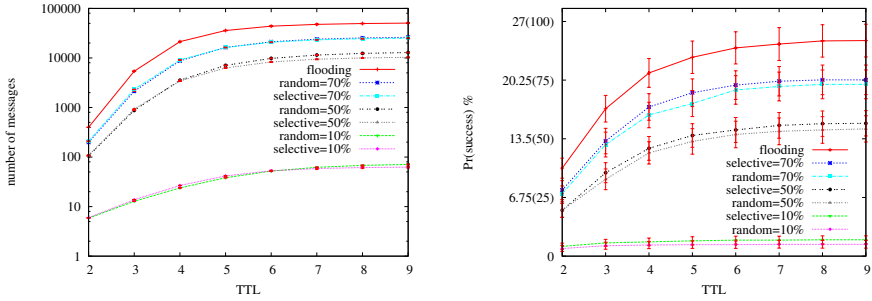 number of messages
100000
10000
1000
100
10
1
flooding
random=70%
selective=70%
random=50%
selective=50%
random=10%
selective=10%
2 3 4 5 6 7 8 9
TTL
Pr(success) %
27(100)
20.25(75)
13.5(50)
6.75(25)
0
flooding
selective=70%
random=70%
selective=50%
random=50%
selective=10%
random=10%
2 3 4 5 6 7 8 9
TTL